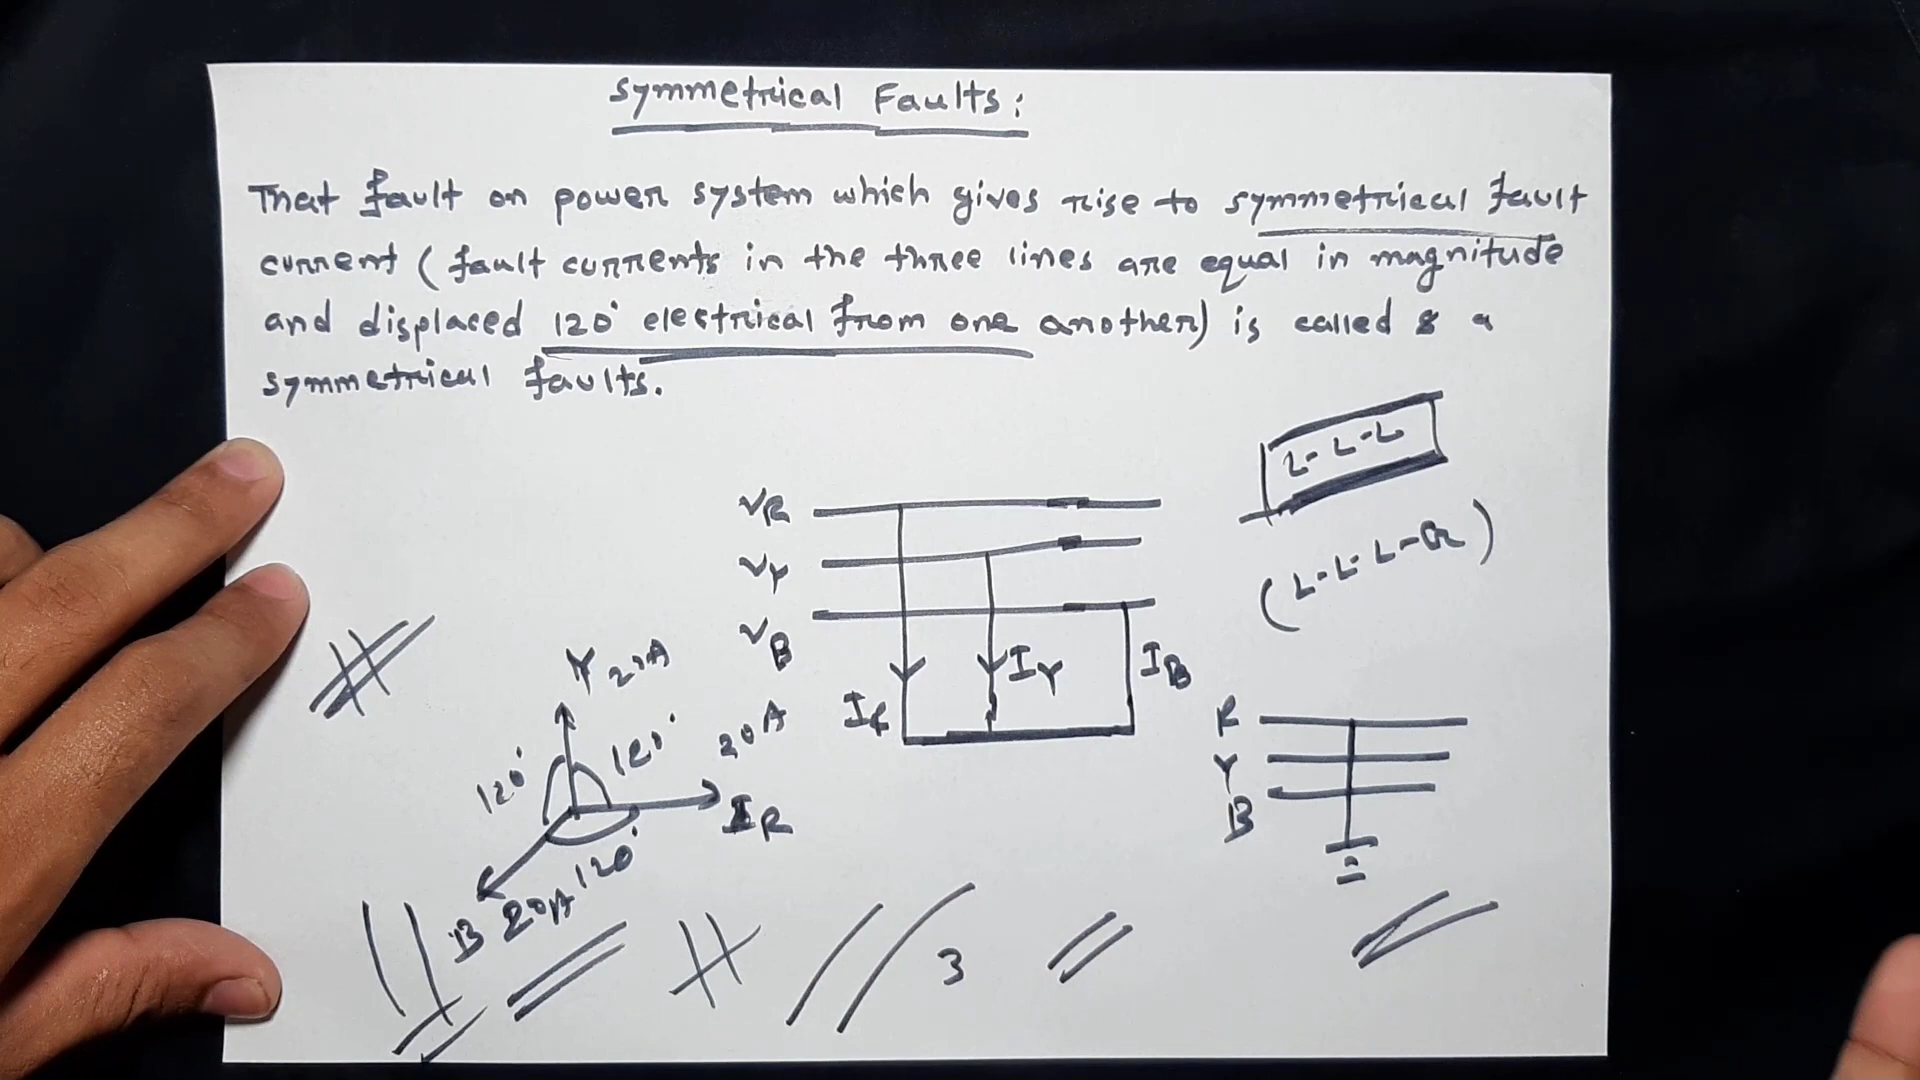 Symmetrical Faults:
That fault on power system which gives rise to symmetrical fault
current (fault currents in the three lines are equal in magnitude
and displaced 120° electrical from one another) is called a
symmetrical faults.
L-L-L
(L-L-L-G)
VR
VY
VB
IR
IY
IB
Y 20A
120°
120°
20A
IR
120°
B 20A
R
Y
B
3